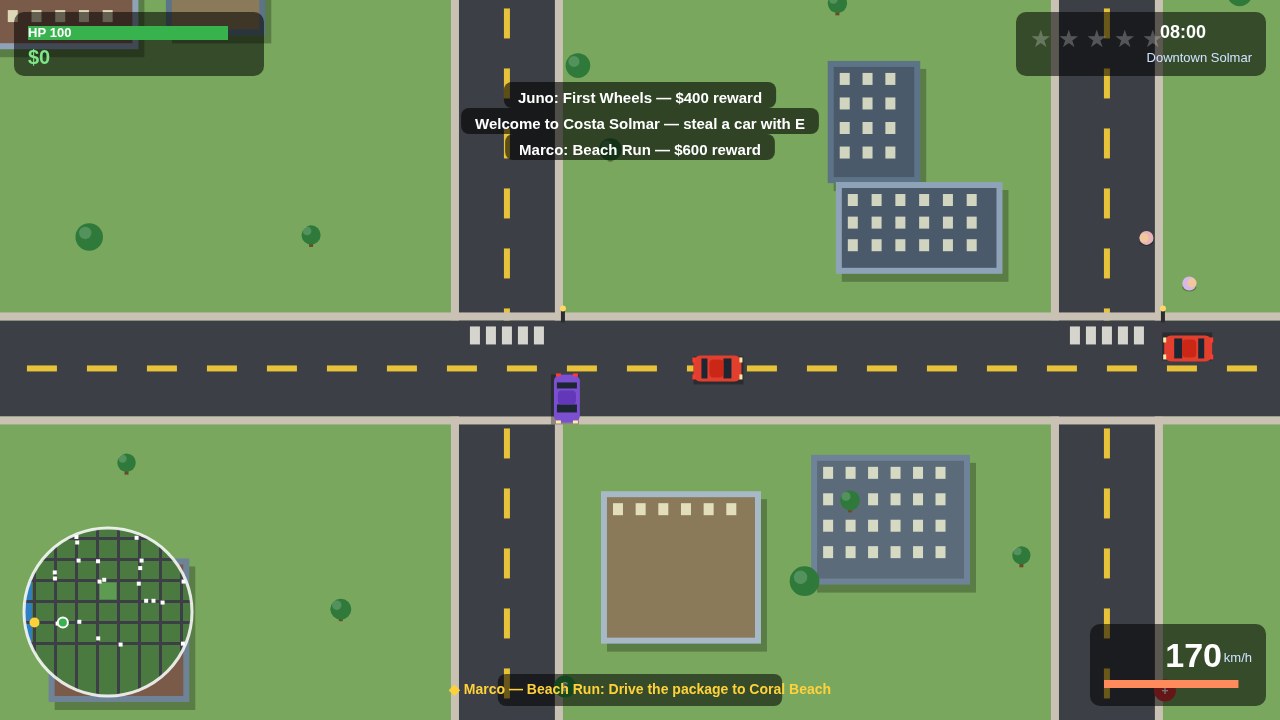 HP 100
$0
★★★★★ 08:00
Downtown Solmar
Juno: First Wheels — $400 reward
Welcome to Costa Solmar — steal a car with E
Marco: Beach Run — $600 reward
◆ Marco — Beach Run: Drive the package to Coral Beach
170 km/h